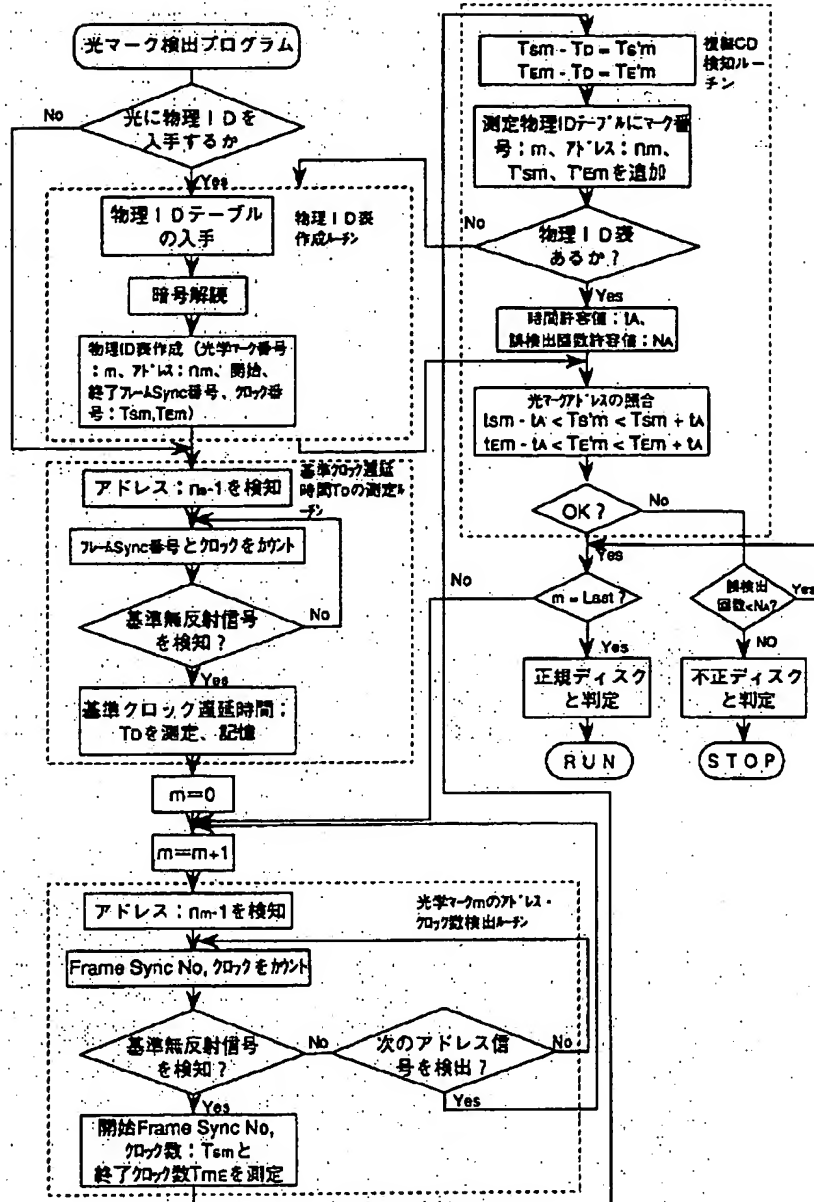 光マーク検出プログラム
No
光に物理IDを
入手するか
Yes
物理IDテーブル
の入手
物理ID表
作成ルーチン
暗号解読
物理ID表作成（光学マーク番号
：m、アドレス：nm、開始、
終了フレームSync番号、クロック番
号：Tsm,TEm）
基準クロック遅延
時間TDの測定ル
ーチン
アドレス：ns-1を検知
フレームSync番号とクロックをカウント
基準無反射信号
を検知？
No
Yes
基準クロック遅延時間：
TDを測定、記憶
m=0
m=m+1
アドレス：nm-1を検知
光学マークmのアドレス・
クロック数検出ルーチン
Frame Sync No, クロックをカウント
基準無反射信号
を検知？
No
次のアドレス信
号を検出？
No
Yes
Yes
開始Frame Sync No,
クロック数：Tsmと
終了クロック数TmEを測定
Tsm - TD = Ts'm
TEm - TD = TE'm
複製CD
検知ルー
チン
測定物理IDテーブルにマーク番
号：m、アドレス：nm、
T'sm、T'Emを追加
No
物理ID表
あるか？
Yes
時間許容値：tA、
誤検出回数許容値：NA
光マークアドレスの照合
tsm - tA < Ts'm < Tsm + tA
tEm - tA < TE'm < TEm + tA
OK？
No
Yes
No
m = Last？
誤検出
回数<NA？
Yes
Yes
NO
正規ディスク
と判定
不正ディスク
と判定
RUN
STOP